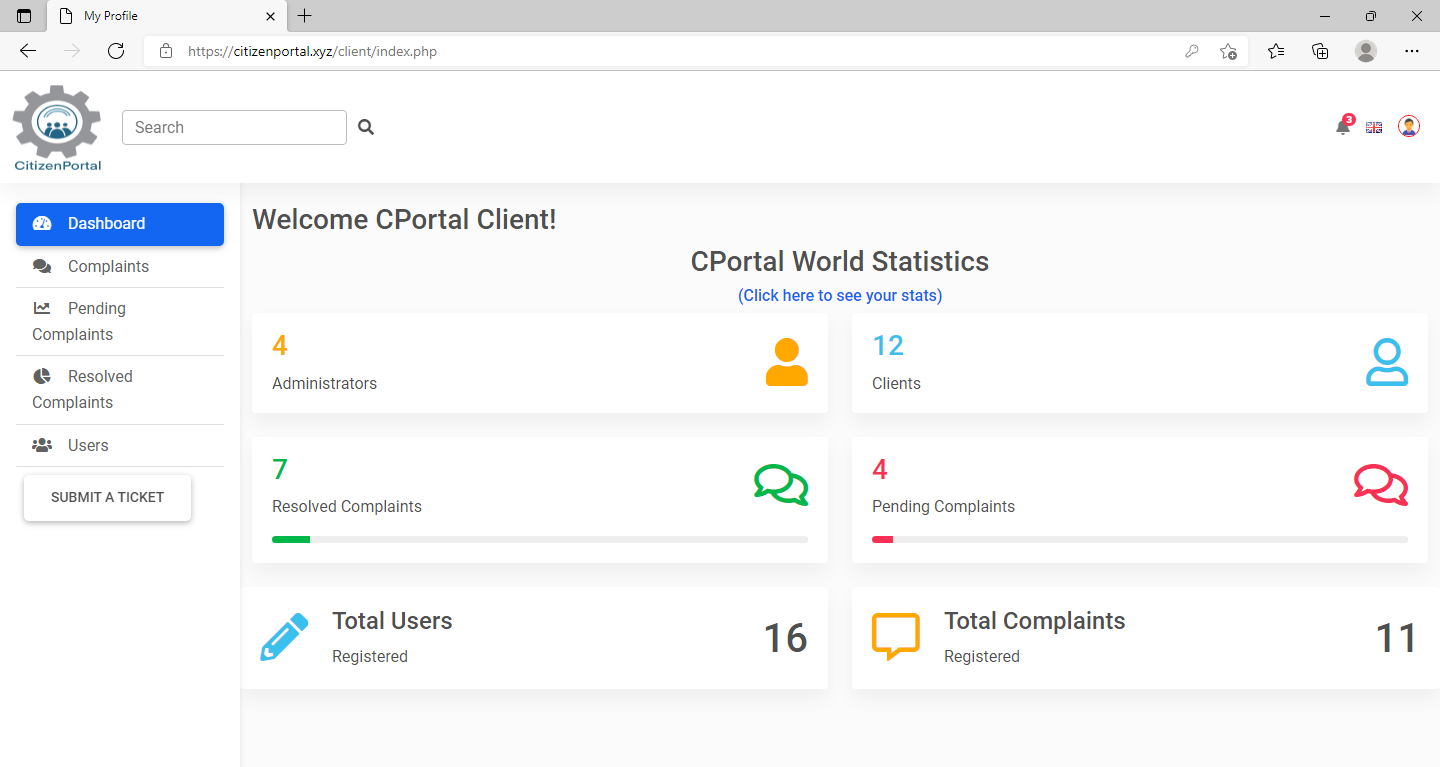 My Profile
https://citizenportal.xyz/client/index.php
CitizenPortal
Search
3
Dashboard
Complaints
Pending
Complaints
Resolved
Complaints
Users
SUBMIT A TICKET
Welcome CPortal Client!
CPortal World Statistics
(Click here to see your stats)
4
Administrators
12
Clients
7
Resolved Complaints
4
Pending Complaints
Total Users
Registered
16
Total Complaints
Registered
11